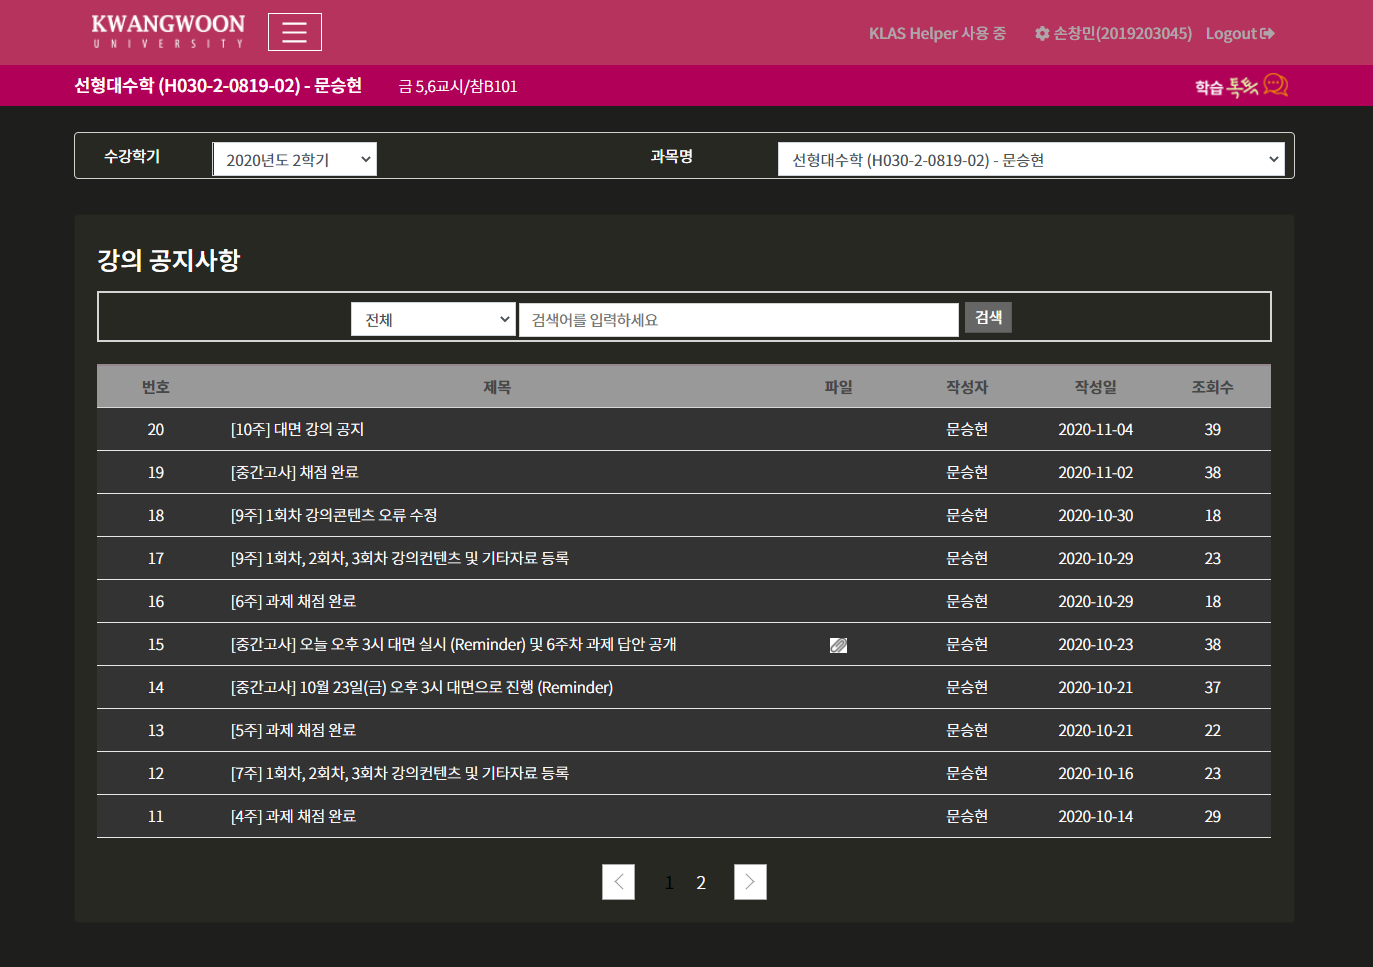 KWANGWOON
UNIVERSITY
KLAS Helper 사용 중 손창민(2019203045) Logout
선형대수학 (H030-2-0819-02) - 문승현 금 5,6교시/참B101
학습톡톡
수강학기 2020년도 2학기 과목명 선형대수학 (H030-2-0819-02) - 문승현
강의 공지사항
전체 검색어를 입력하세요 검색
번호 제목 파일 작성자 작성일 조회수
20 [10주] 대면 강의 공지 문승현 2020-11-04 39
19 [중간고사] 채점 완료 문승현 2020-11-02 38
18 [9주] 1회차 강의콘텐츠 오류 수정 문승현 2020-10-30 18
17 [9주] 1회차, 2회차, 3회차 강의컨텐츠 및 기타자료 등록 문승현 2020-10-29 23
16 [6주] 과제 채점 완료 문승현 2020-10-29 18
15 [중간고사] 오늘 오후 3시 대면 실시 (Reminder) 및 6주차 과제 답안 공개 문승현 2020-10-23 38
14 [중간고사] 10월 23일(금) 오후 3시 대면으로 진행 (Reminder) 문승현 2020-10-21 37
13 [5주] 과제 채점 완료 문승현 2020-10-21 22
12 [7주] 1회차, 2회차, 3회차 강의컨텐츠 및 기타자료 등록 문승현 2020-10-16 23
11 [4주] 과제 채점 완료 문승현 2020-10-14 29
1 2